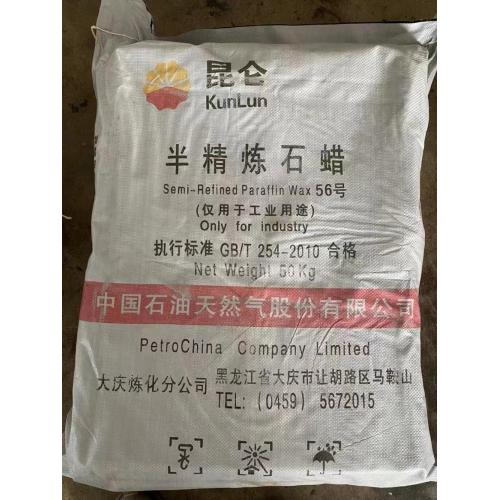 昆仑
KunLun
半精炼石蜡
Semi-Refined Paraffin Wax 56号
(仅用于工业用途)
Only for industry
执行标准 GB/T 254-2010 合格
Net Weight 50Kg
中国石油天然气股份有限公司
PetroChina Company Limited
大庆炼化分公司 黑龙江省大庆市让胡路区马鞍山
TEL: (0459) 5672015